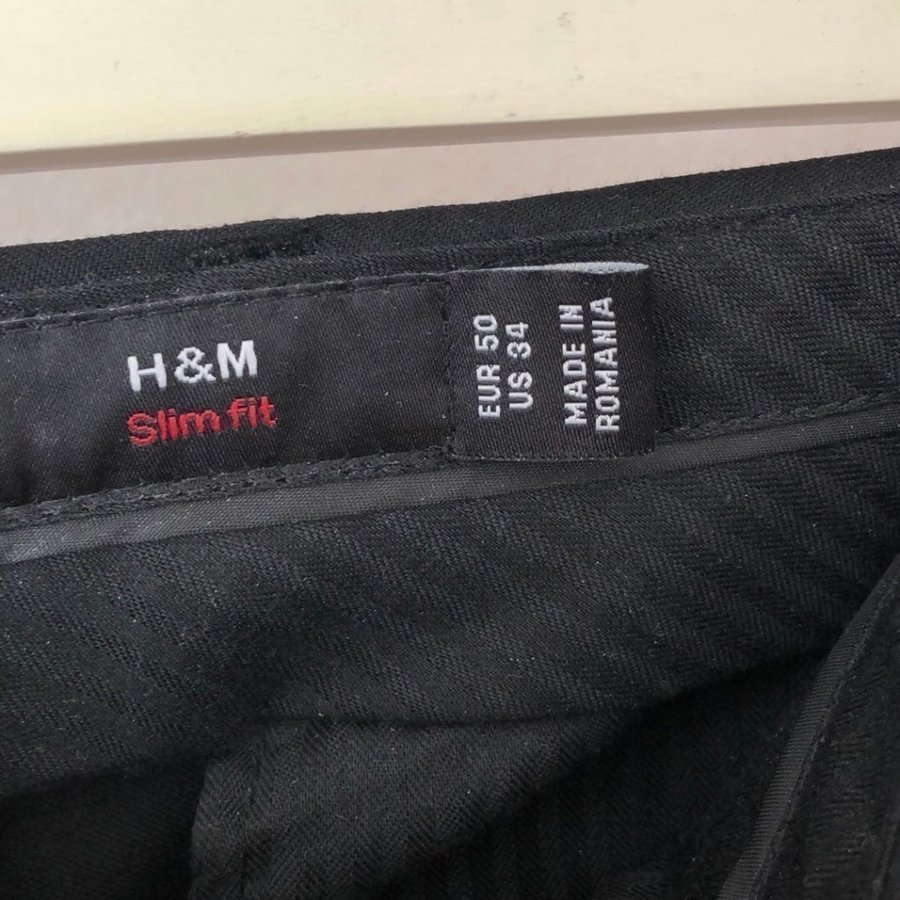 H&M
Slim fit
EUR 50
US 34
MADE IN
ROMANIA